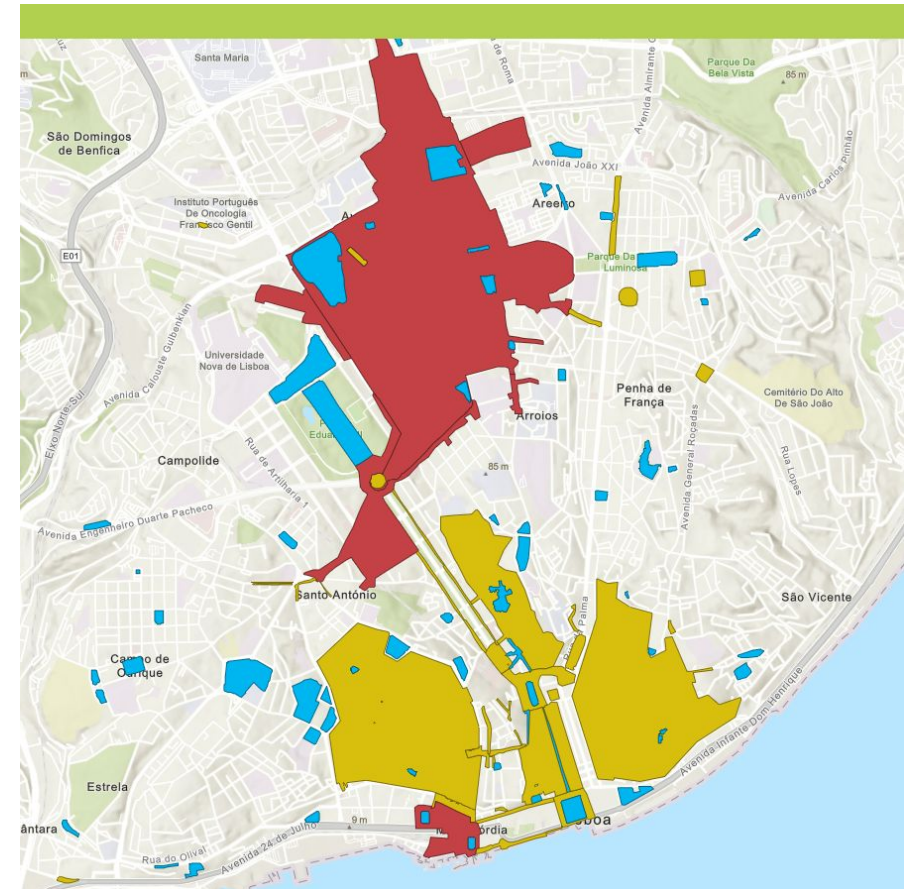 Santa Maria
Parque Da
Bela Vista
85 m
São Domingos
de Benfica
Avenida João XXI
Avenida Carlos Pinhão
Instituto Português
De Oncologia
Francisco Gentil
Areeiro
E01
Parque Da
Luminosa
Avenida Calouste Gulbenkian
Universidade
Nova de Lisboa
Eixo Norte-Sul
Penha de
França
Cemitério Do Alto
De São João
Arroios
Rua de Artilharia 1
Avenida General Roçadas
Rua Lopes
Campolide
85 m
Avenida Engenheiro Duarte Pacheco
Santo António
São Vicente
Campo de
Ourique
Avenida Infante Dom Henrique
Estrela
9 m
Avenida 24 de Julho
Rua do Olival